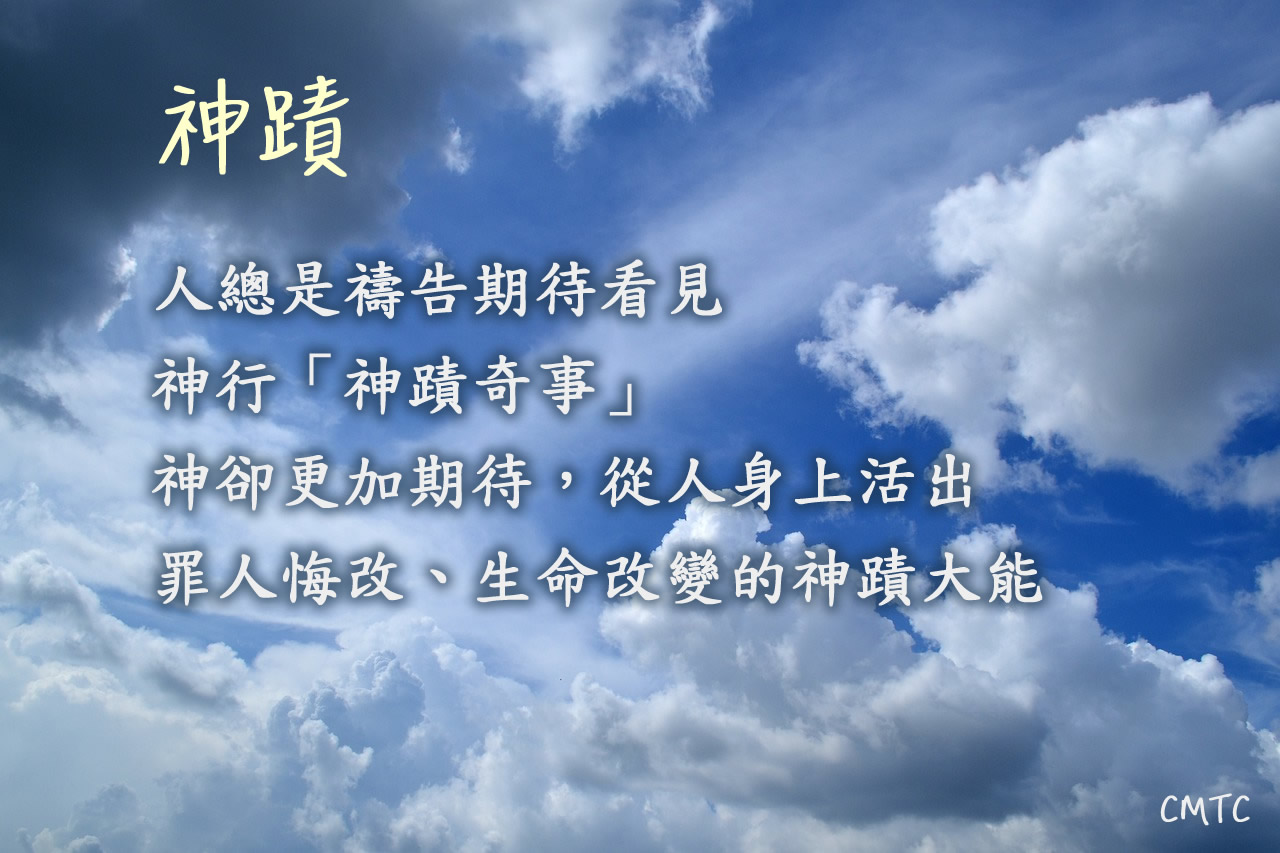 神蹟
人總是禱告期待看見
神行「神蹟奇事」
神卻更加期待，從人身上活出
罪人悔改、生命改變的神蹟大能
CMTC